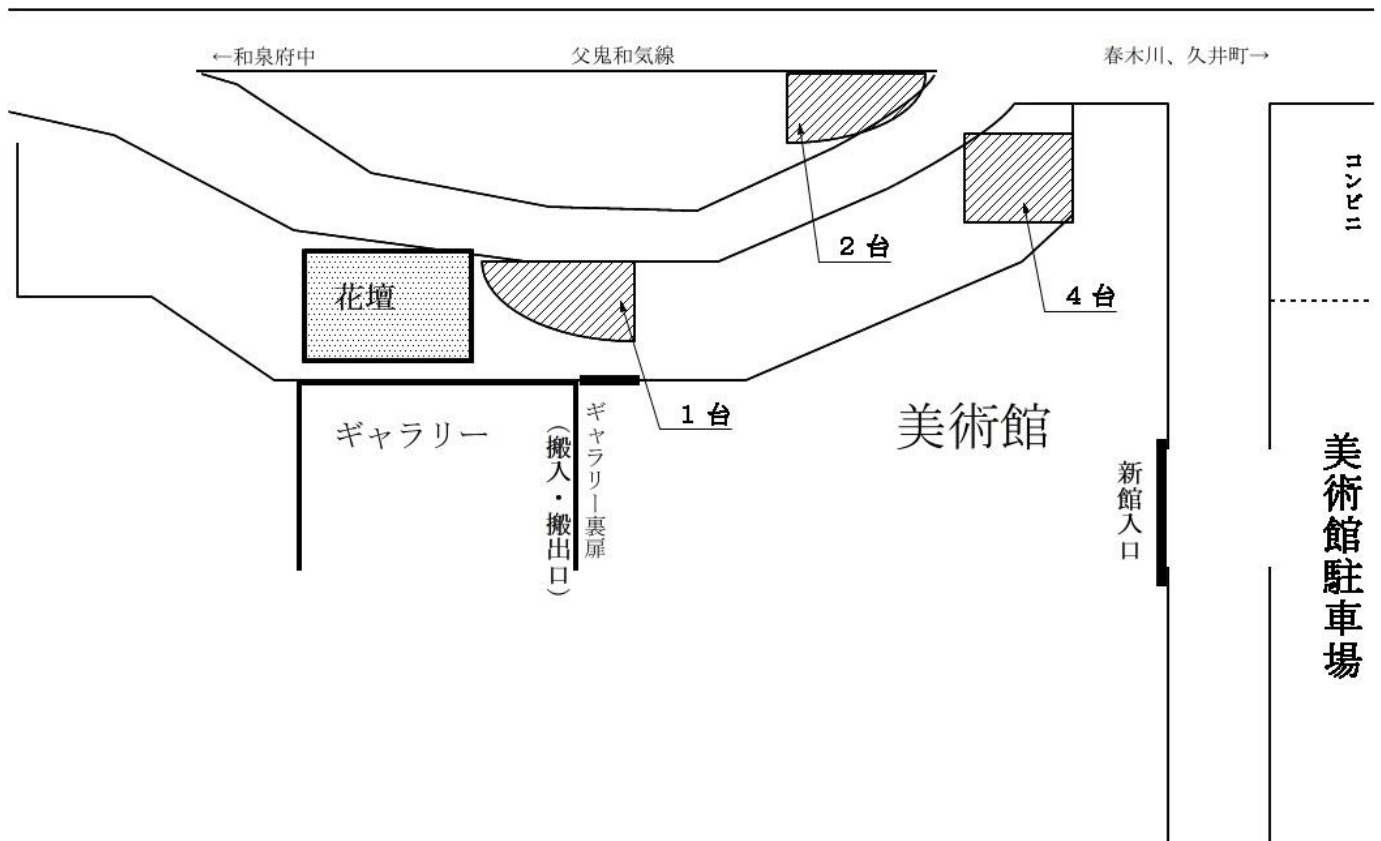 ←和泉府中
父鬼和気線
春木川、久井町→
コンビニ
2 台
4 台
花壇
1 台
ギャラリー
ギャラリー裏扉
（搬入・搬出口）
美術館
新館入口
美術館駐車場